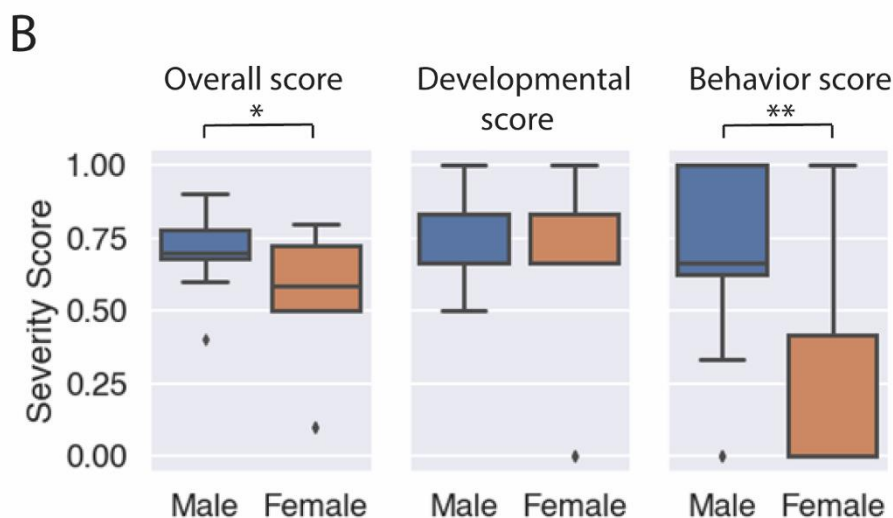 B
Overall score
*
Developmental
score
Behavior score
**
Severity Score
1.00
0.75
0.50
0.25
0.00
Male Female
Male Female
Male Female